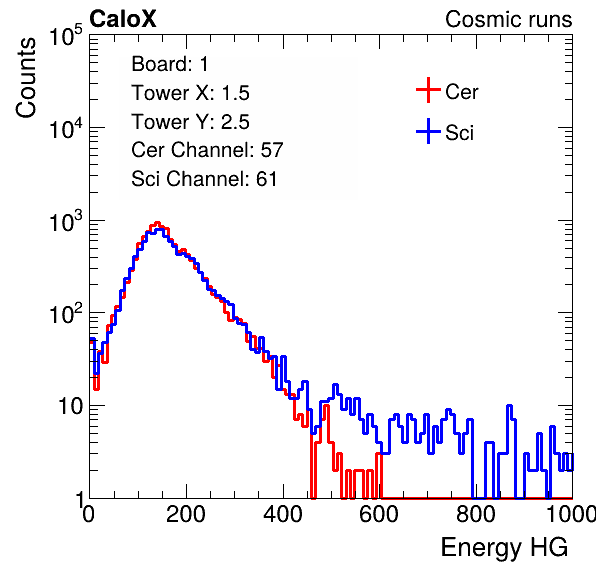 CaloX Cosmic runs
Counts
Board: 1
Tower X: 1.5
Tower Y: 2.5
Cer Channel: 57
Sci Channel: 61
Cer
Sci
10^5
10^4
10^3
10^2
10
1
0 200 400 600 800 1000
Energy HG